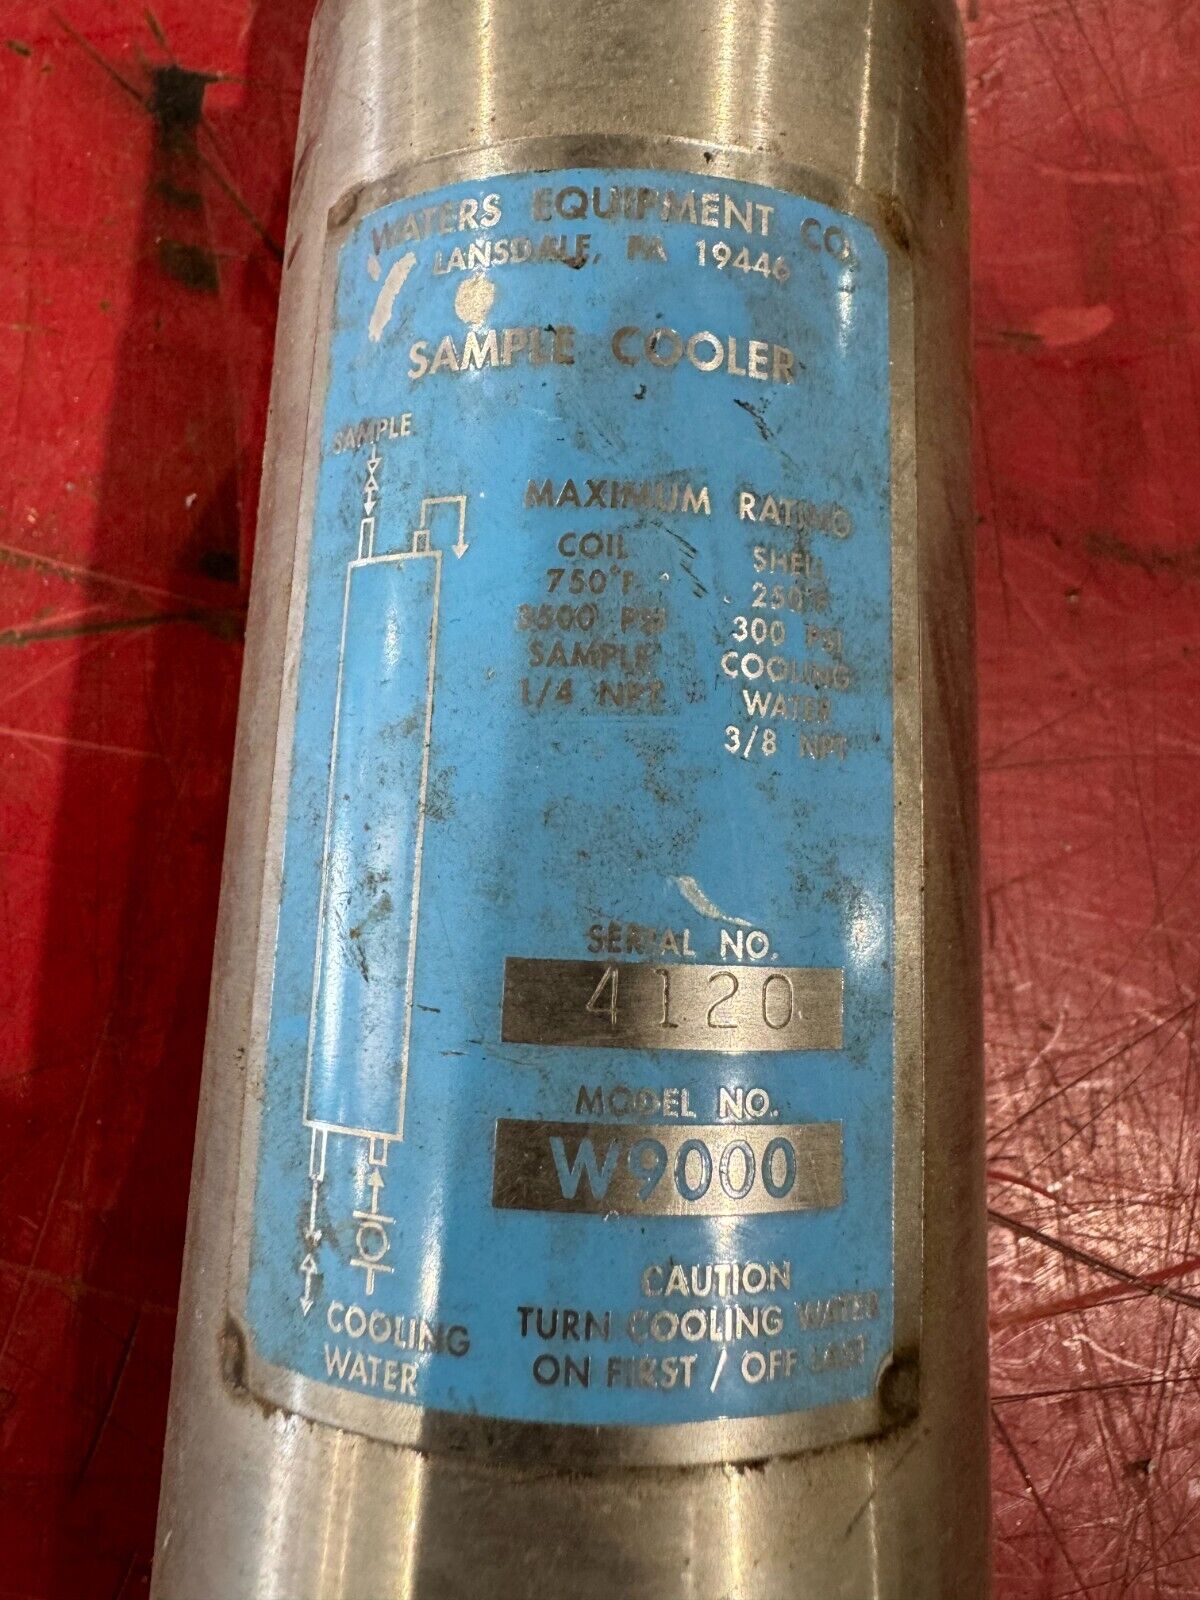 WATERS EQUIPMENT CO.
LANSDALE, PA 19446
SAMPLE COOLER
SAMPLE
MAXIMUM RATING
COIL
750°F
3500 PSI
SAMPLE
1/4 NPT
SHELL
250°F
300 PSI
COOLING
WATER
3/8 NPT
SERIAL NO.
4120
MODEL NO.
W9000
COOLING
WATER
CAUTION
TURN COOLING WATER
ON FIRST / OFF LAST